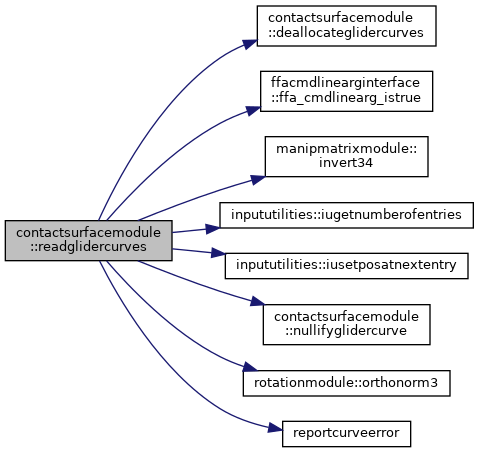 contactsurfacemodule
::readglidercurves
contactsurfacemodule
::deallocateglidercurves
ffacmdlinearginterface
::ffa_cmdlinearg_istrue
manipmatrixmodule::
invert34
inpututilities::iugetnumberofentries
inpututilities::iusetposatnextentry
contactsurfacemodule
::nullifyglidercurve
rotationmodule::orthonorm3
reportcurveerror